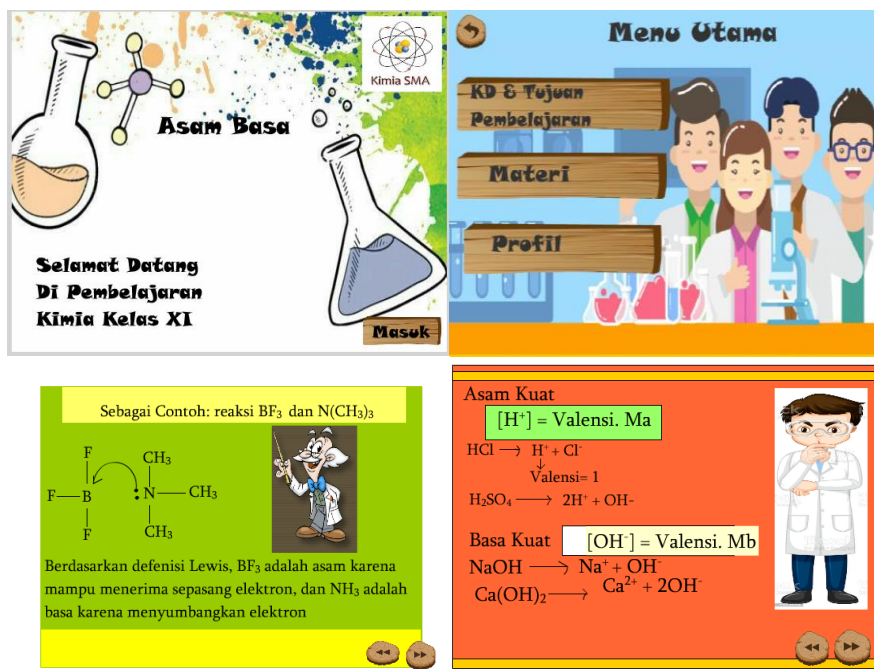 Kimia SMA
Asam Basa
Selamat Datang
Di Pembelajaran
Kimia Kelas XI
Masuk
Menu Utama
KD & Tujuan
Pembelajaran
Materi
Profil
Sebagai Contoh: reaksi BF₃ dan N(CH₃)₃
F CH₃
F—B :N—CH₃
F CH₃
Berdasarkan defenisi Lewis, BF₃ adalah asam karena
mampu menerima sepasang elektron, dan NH₃ adalah
basa karena menyumbangkan elektron
Asam Kuat
[H⁺] = Valensi. Ma
HCl → H⁺ + Cl⁻
↓
Valensi= 1
H₂SO₄ → 2H⁺ + OH-
Basa Kuat [OH⁻] = Valensi. Mb
NaOH → Na⁺ + OH⁻
Ca(OH)₂ → Ca²⁺ + 2OH⁻